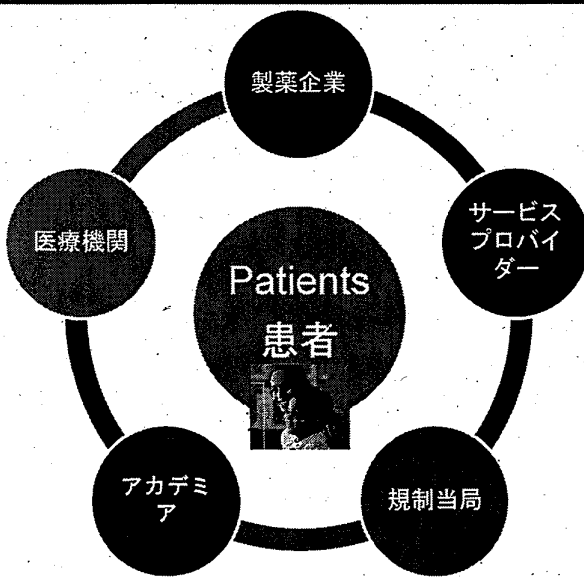 製薬企業
サービス
プロバイ
ダー
医療機関
Patients
患者
アカデミ
ア
規制当局